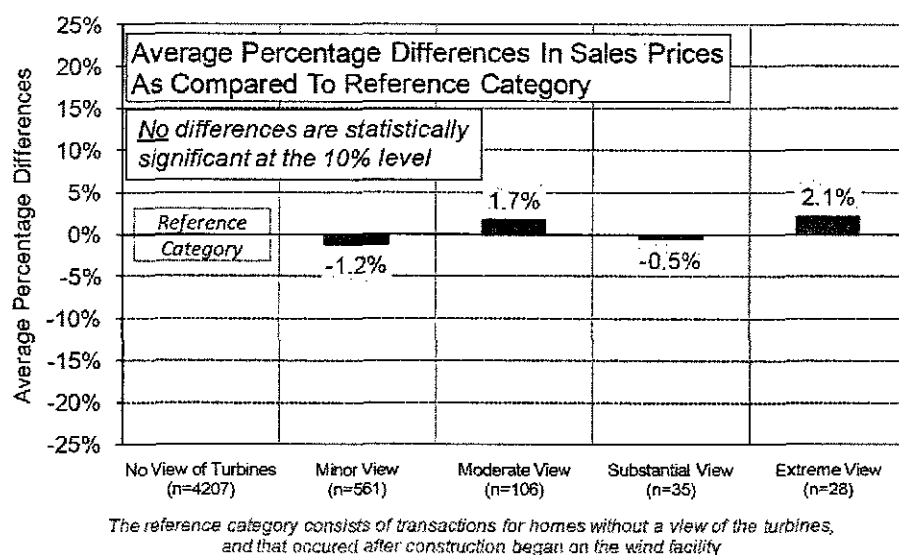 Average Percentage Differences In Sales Prices
As Compared To Reference Category
No differences are statistically
significant at the 10% level
Average Percentage Differences
25%
20%
15%
10%
5%
0%
-5%
-10%
-15%
-20%
-25%
Reference
Category
-1.2%
1.7%
-0.5%
2.1%
No View of Turbines
(n=4207)
Minor View
(n=561)
Moderate View
(n=106)
Substantial View
(n=35)
Extreme View
(n=28)
The reference category consists of transactions for homes without a view of the turbines,
and that occured after construction began on the wind facility